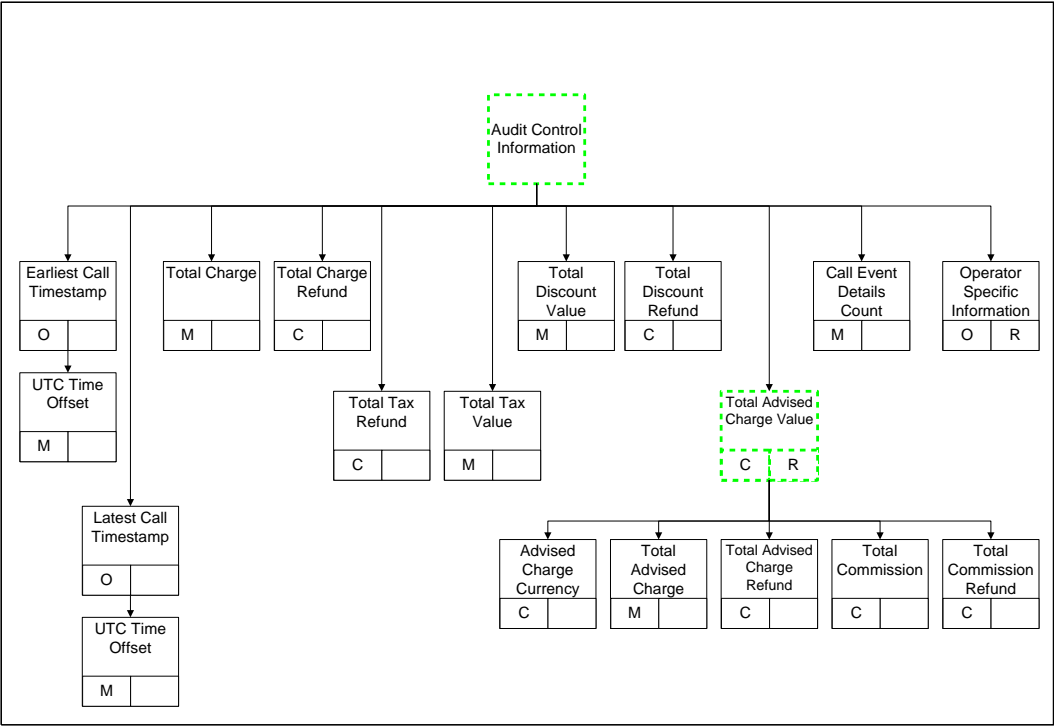 Audit Control
Information
Earliest Call
Timestamp
O
UTC Time
Offset
M
Latest Call
Timestamp
O
UTC Time
Offset
M
Total Charge
M
Total Charge
Refund
C
Total Tax
Refund
C
Total Tax
Value
M
Total
Discount
Value
M
Total
Discount
Refund
C
Total Advised
Charge Value
C R
Advised
Charge
Currency
C
Total
Advised
Charge
M
Total Advised
Charge
Refund
C
Total
Commission
C
Total
Commission
Refund
C
Call Event
Details
Count
M
Operator
Specific
Information
O R